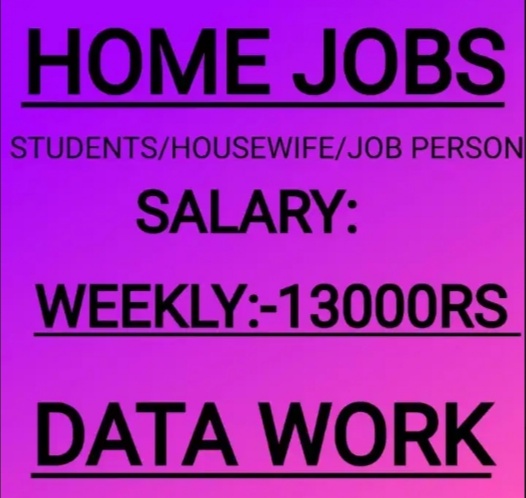 HOME JOBS
STUDENTS/HOUSEWIFE/JOB PERSON
SALARY:
WEEKLY:-13000RS
DATA WORK